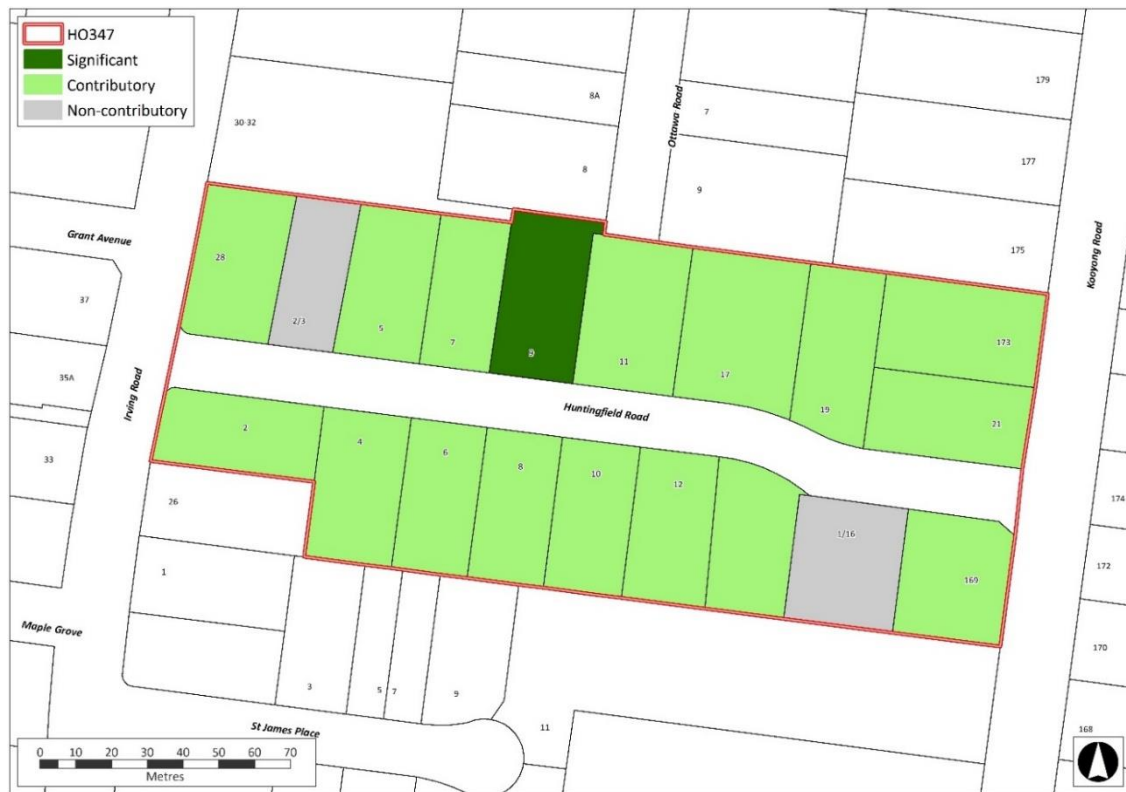 HO347
Significant
Contributory
Non-contributory
30-32
8A
8
Ottawa Road
7
9
179
177
175
Kooyong Road
Grant Avenue
37
35A
33
Irving Road
28
2/3
5
7
9
11
17
19
173
21
Huntingfield Road
2
4
6
8
10
12
1/16
169
174
172
170
168
26
1
Maple Grove
3
5
7
9
11
St James Place
0 10 20 30 40 50 60 70
Metres